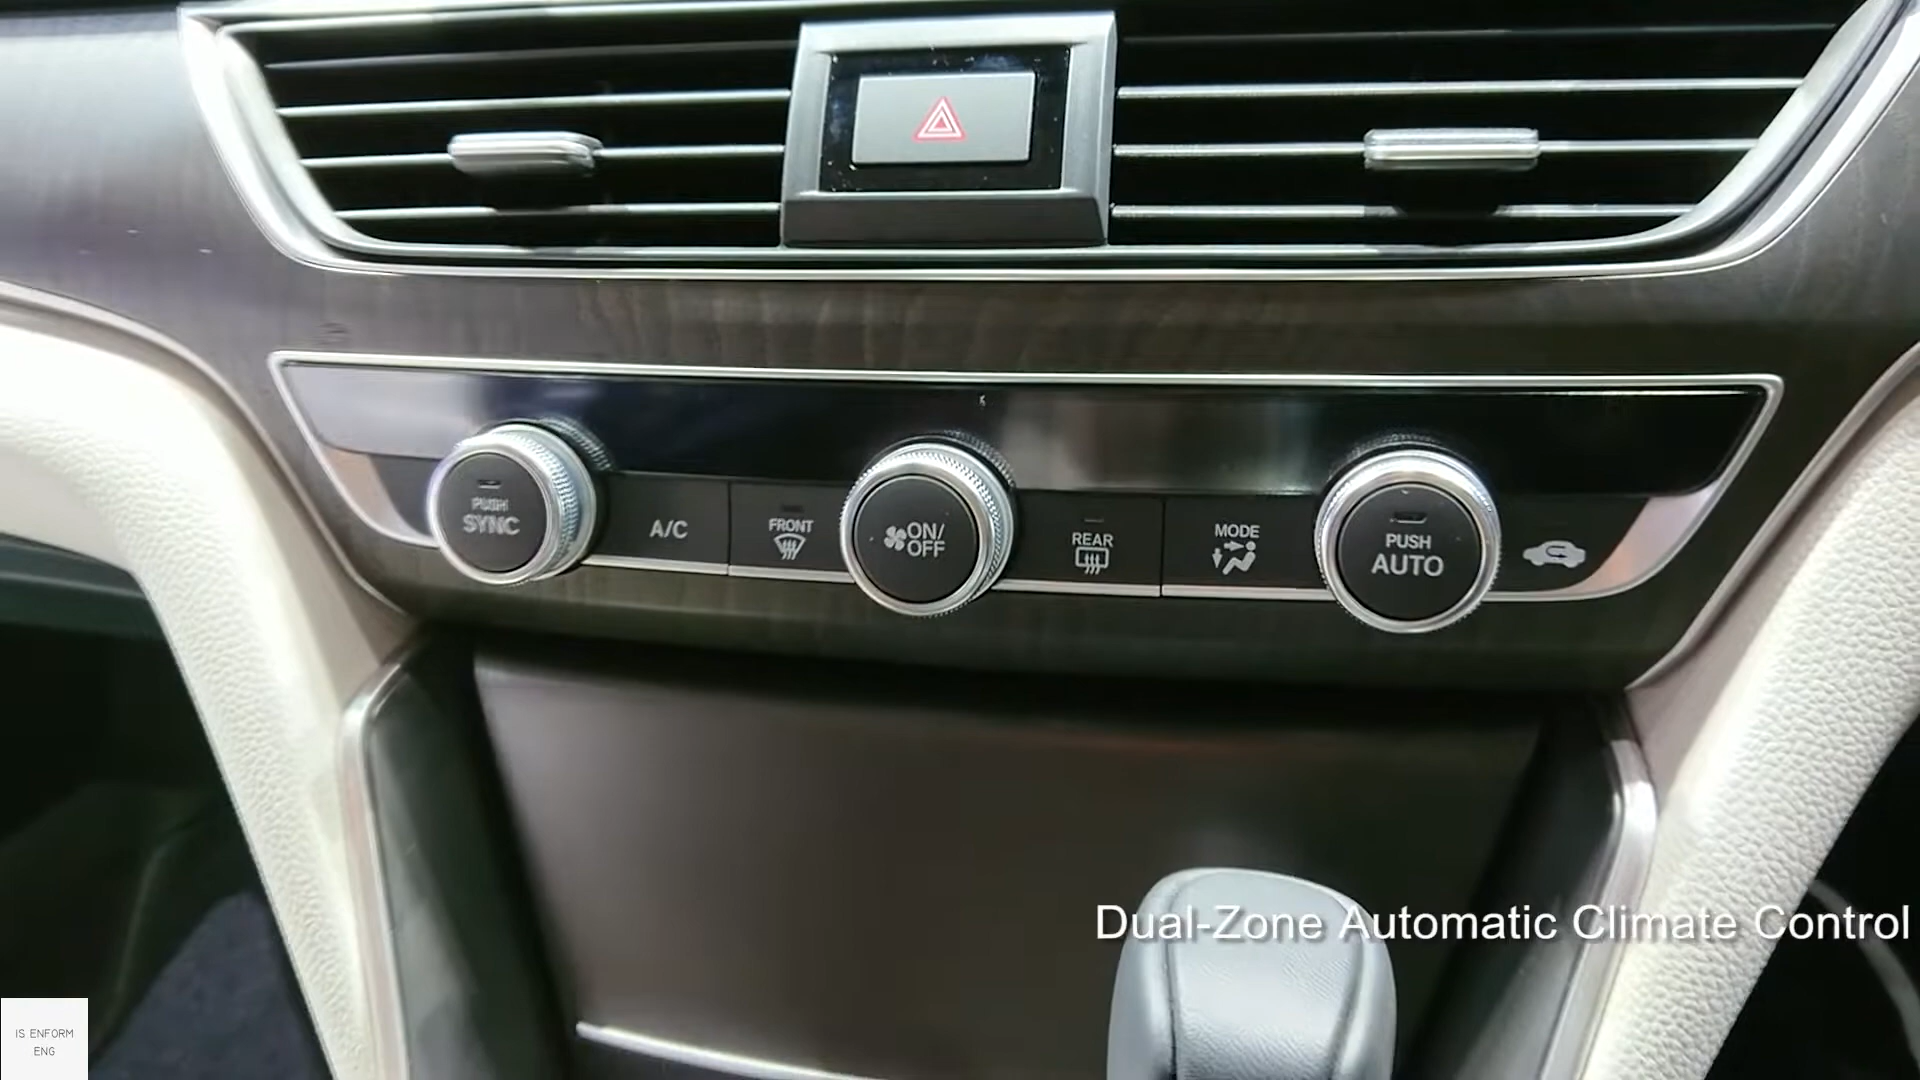 PUSH
SYNC
A/C
FRONT
ON/
OFF
REAR
MODE
PUSH
AUTO
Dual-Zone Automatic Climate Control
IS ENFORM
ENG